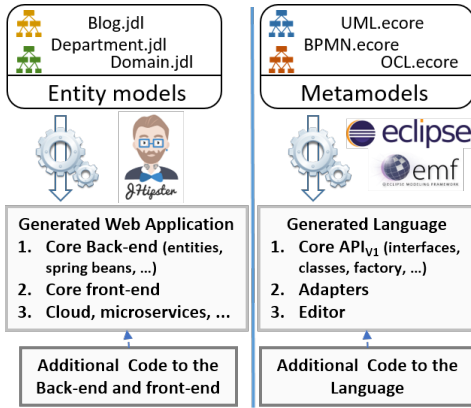 Blog.jdl
Department.jdl
Domain.jdl
Entity models
JHipster
Generated Web Application
1. Core Back-end (entities,
spring beans, ...)
2. Core front-end
3. Cloud, microservices, ...
Additional Code to the
Back-end and front-end
UML.ecore
BPMN.ecore
OCL.ecore
Metamodels
eclipse
emf
ECLIPSE MODELING FRAMEWORK
Generated Language
1. Core APIV1 (interfaces,
classes, factory, ...)
2. Adapters
3. Editor
Additional Code to the
Language